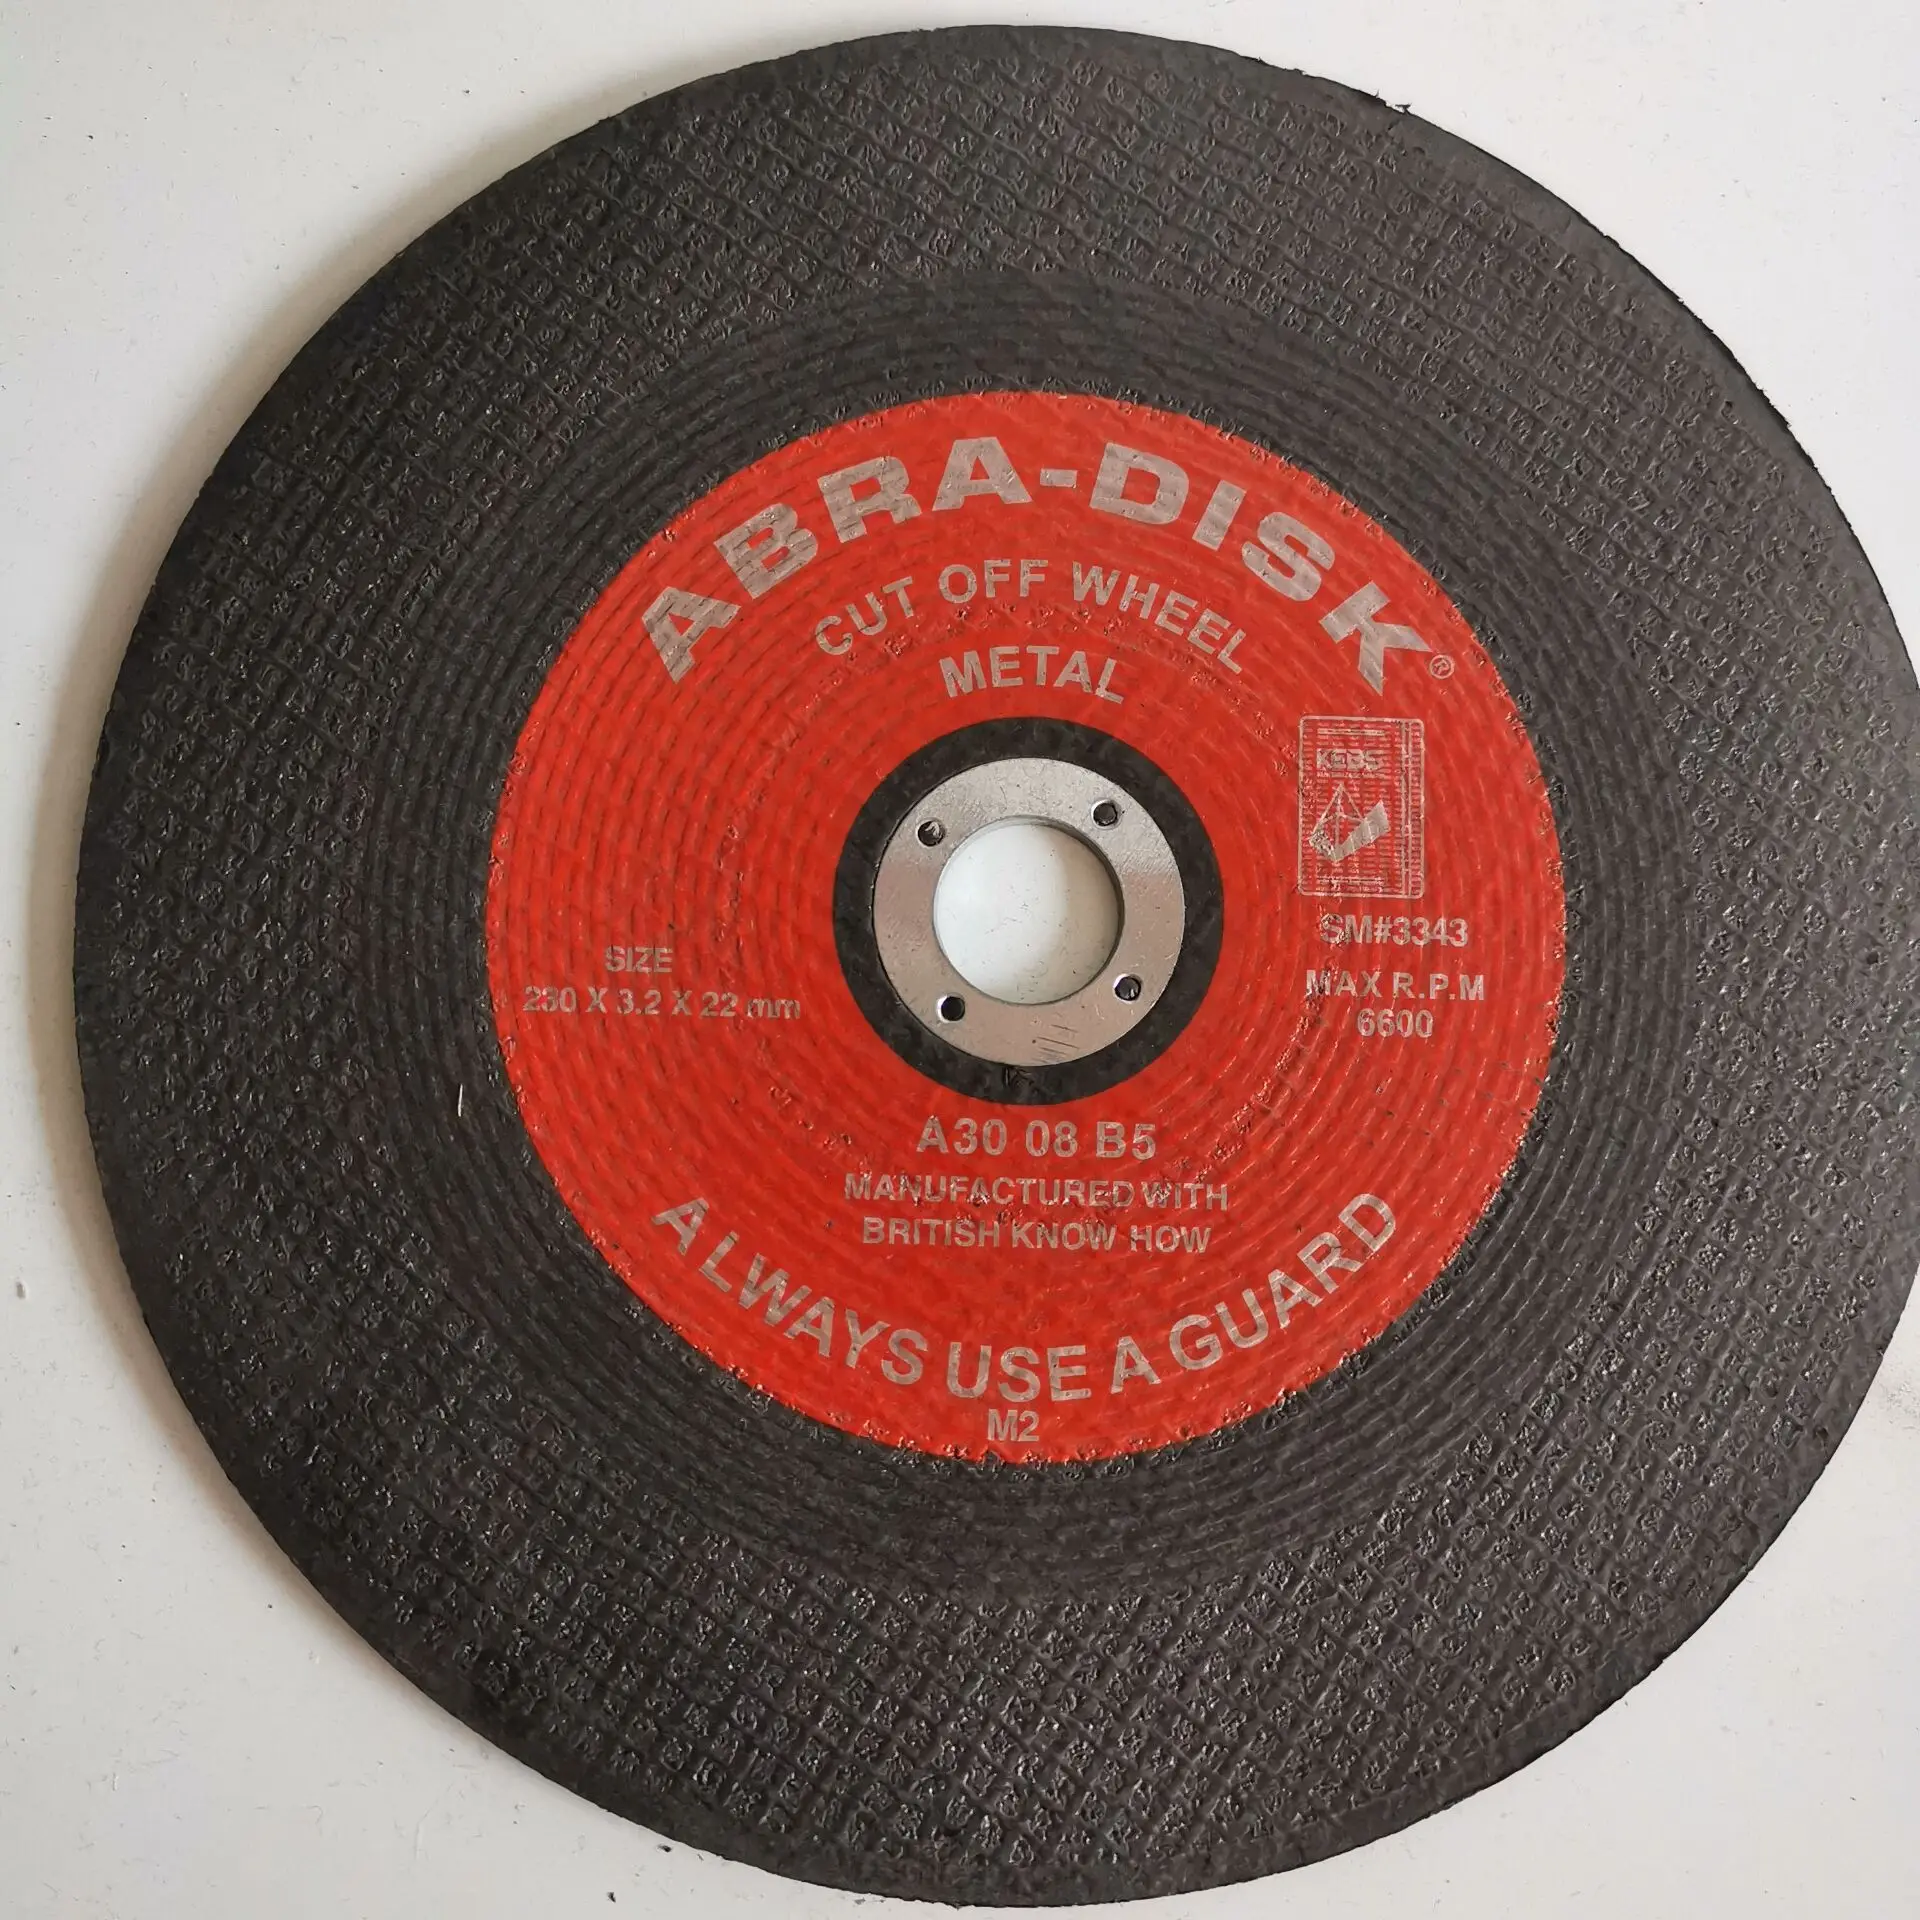 ABRA-DISK®
CUT OFF WHEEL
METAL
KEBS
SM#3343
SIZE
230 X 3.2 X 22 mm
MAX R.P.M
6600
A30 08 B5
MANUFACTURED WITH
BRITISH KNOW HOW
ALWAYS USE A GUARD
M2